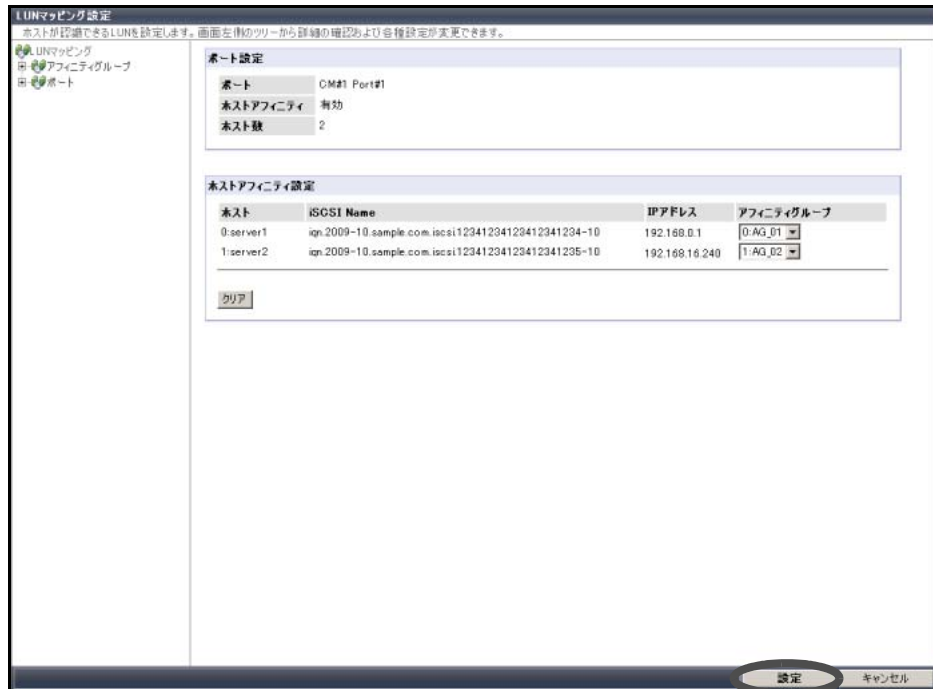 LUNマッピング設定
ホストが認識できるLUNを設定します。画面左側のツリーから詳細の確認および各種設定が変更できます。
LUNマッピング
アフィニティグループ
ポート
ポート設定
ポート CM#1 Port#1
ホストアフィニティ 有効
ホスト数 2
ホストアフィニティ設定
ホスト iSCSI Name IPアドレス アフィニティグループ
0:server1 iqn.2009-10.sample.com.iscsi12341234123412341234-10 192.168.0.1 0:AG_01
1:server2 iqn.2009-10.sample.com.iscsi12341234123412341235-10 192.168.16.240 1:AG_02
クリア
設定 キャンセル